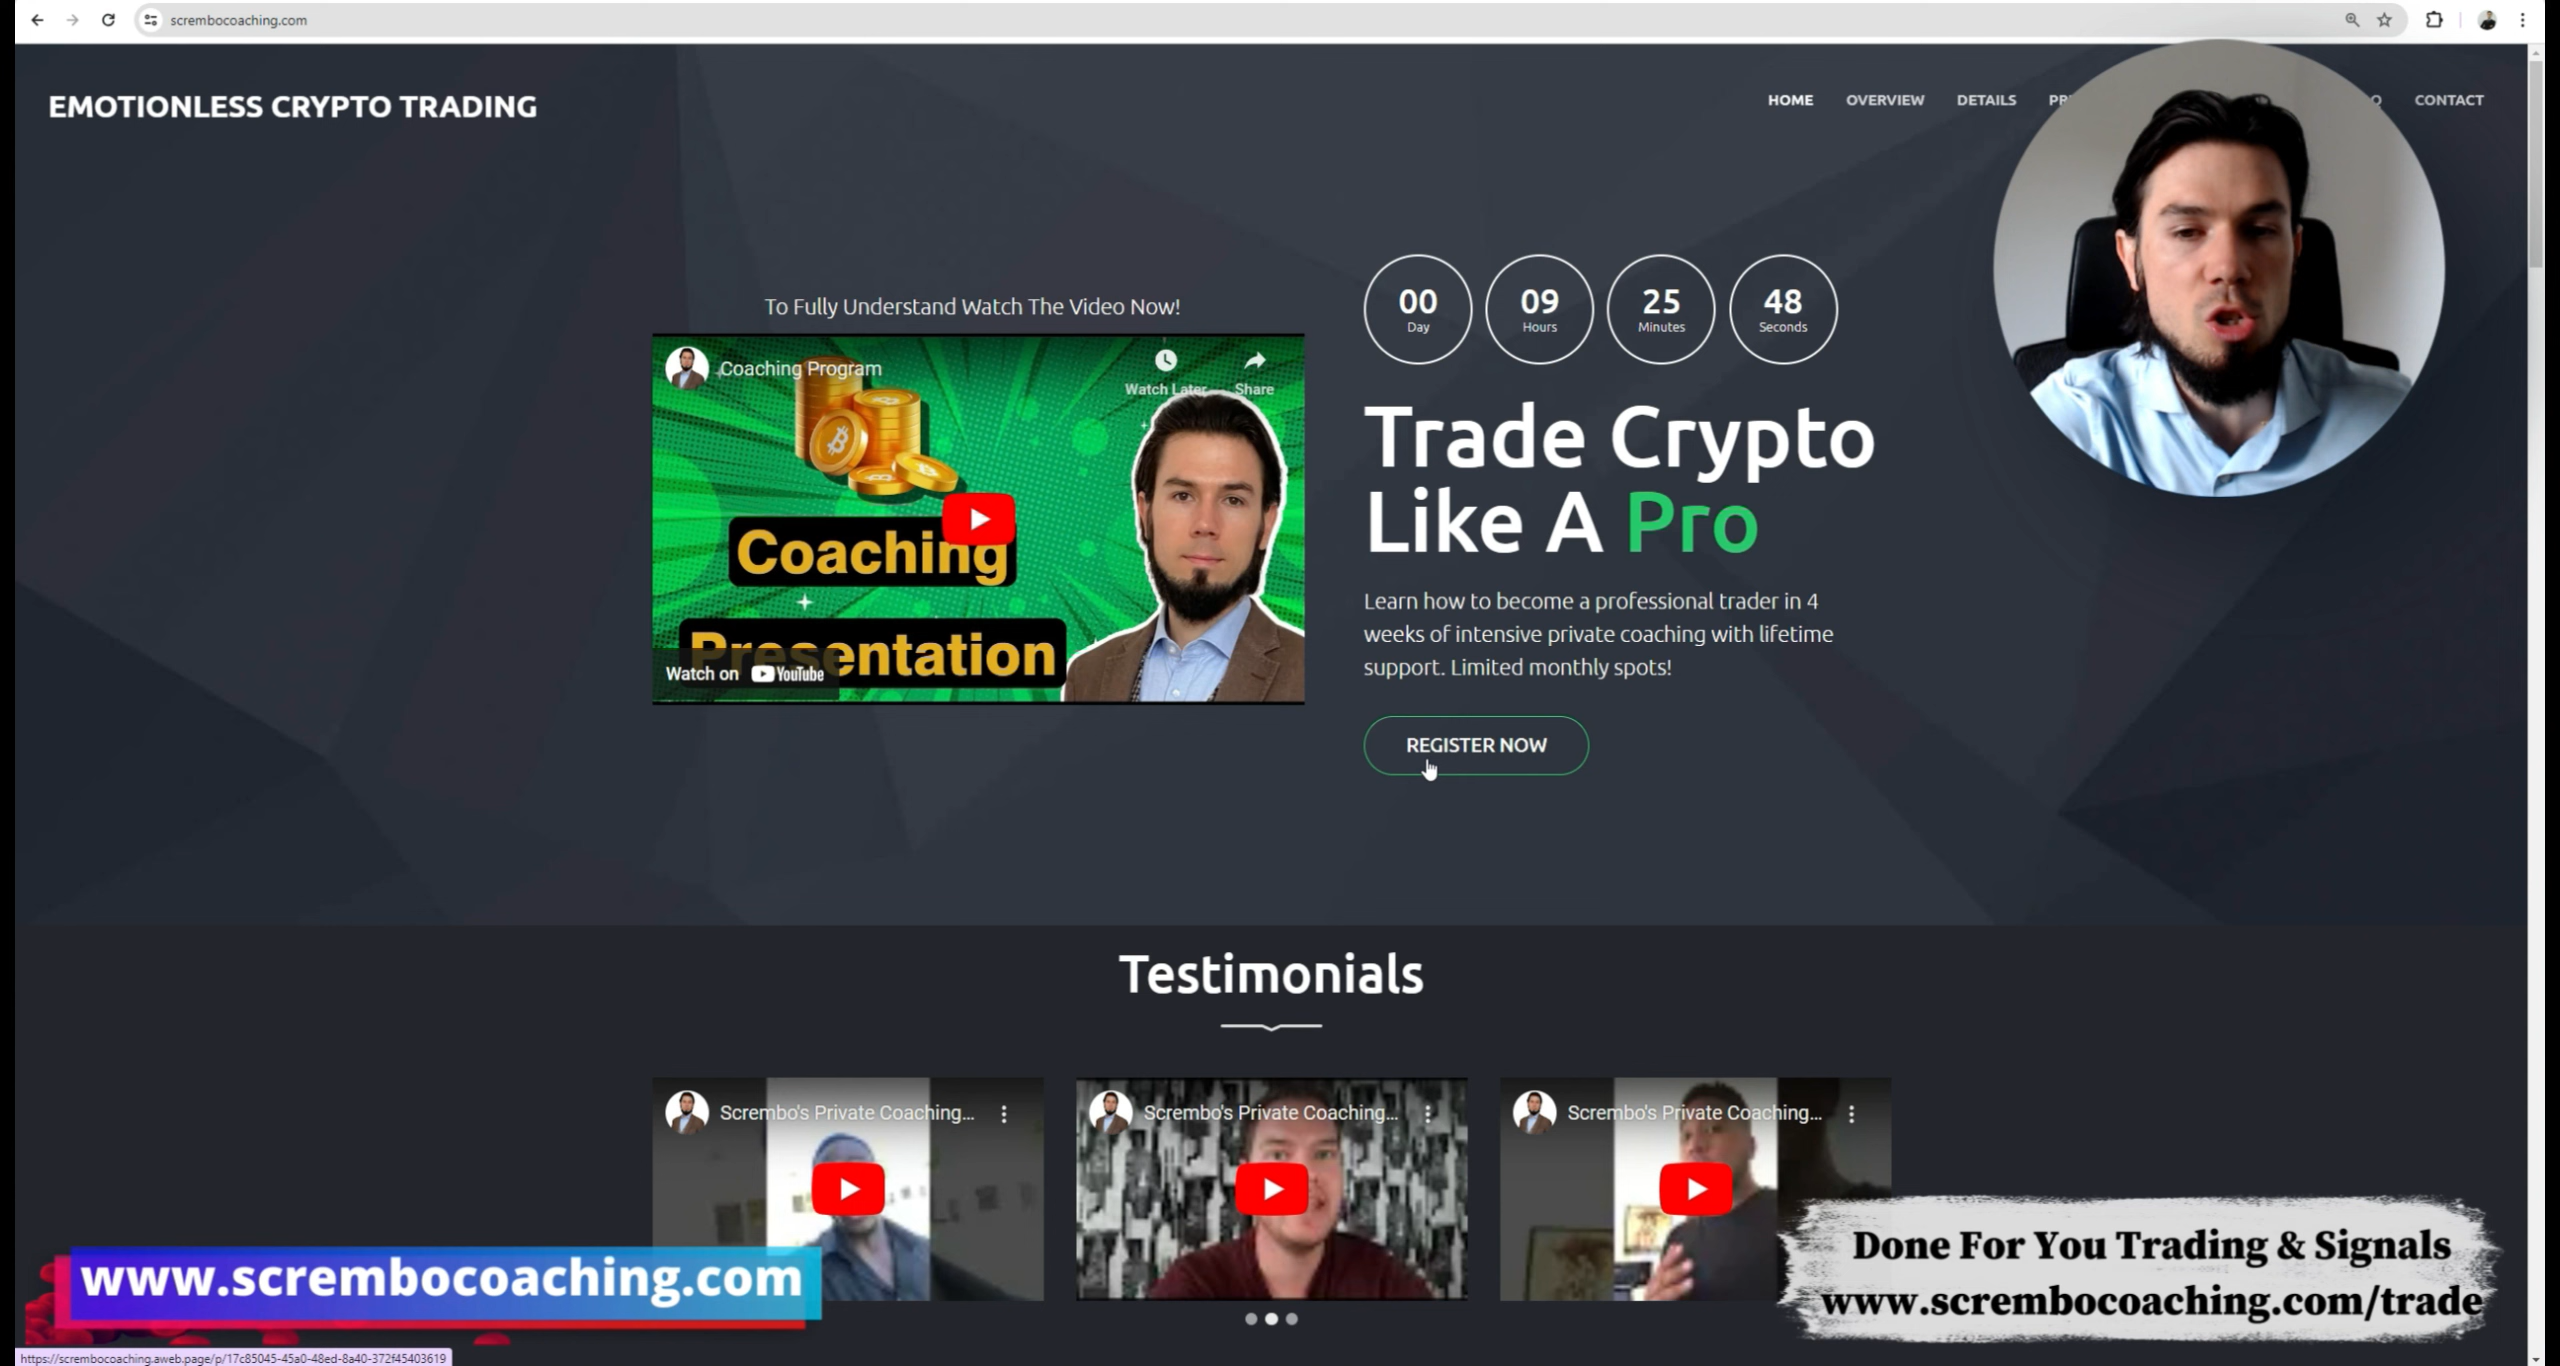 scrembocoaching.com
EMOTIONLESS CRYPTO TRADING
HOME OVERVIEW DETAILS CONTACT
To Fully Understand Watch The Video Now!
Coaching Program
Watch Later Share
Coaching
Presentation
Watch on YouTube
00 09 25 48
Day Hours Minutes Seconds
Trade Crypto
Like A Pro
Learn how to become a professional trader in 4
weeks of intensive private coaching with lifetime
support. Limited monthly spots!
REGISTER NOW
Testimonials
Scrembo's Private Coaching...
Scrembo's Private Coaching...
Scrembo's Private Coaching...
www.scrembocoaching.com
Done For You Trading & Signals
www.scrembocoaching.com/trade
https://scrembocoaching.aweb.page/p/17c85045-45a0-48ed-8a40-372f45403619